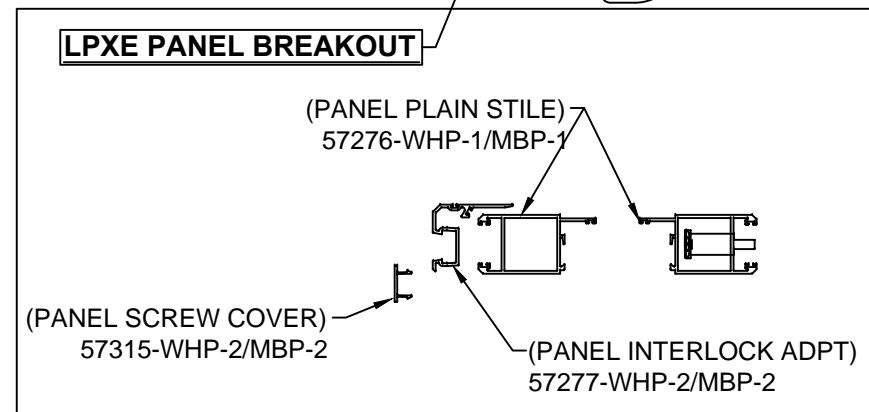 LPXE PANEL BREAKOUT
(PANEL PLAIN STILE)
57276-WHP-1/MBP-1
(PANEL SCREW COVER)
57315-WHP-2/MBP-2
(PANEL INTERLOCK ADPT)
57277-WHP-2/MBP-2